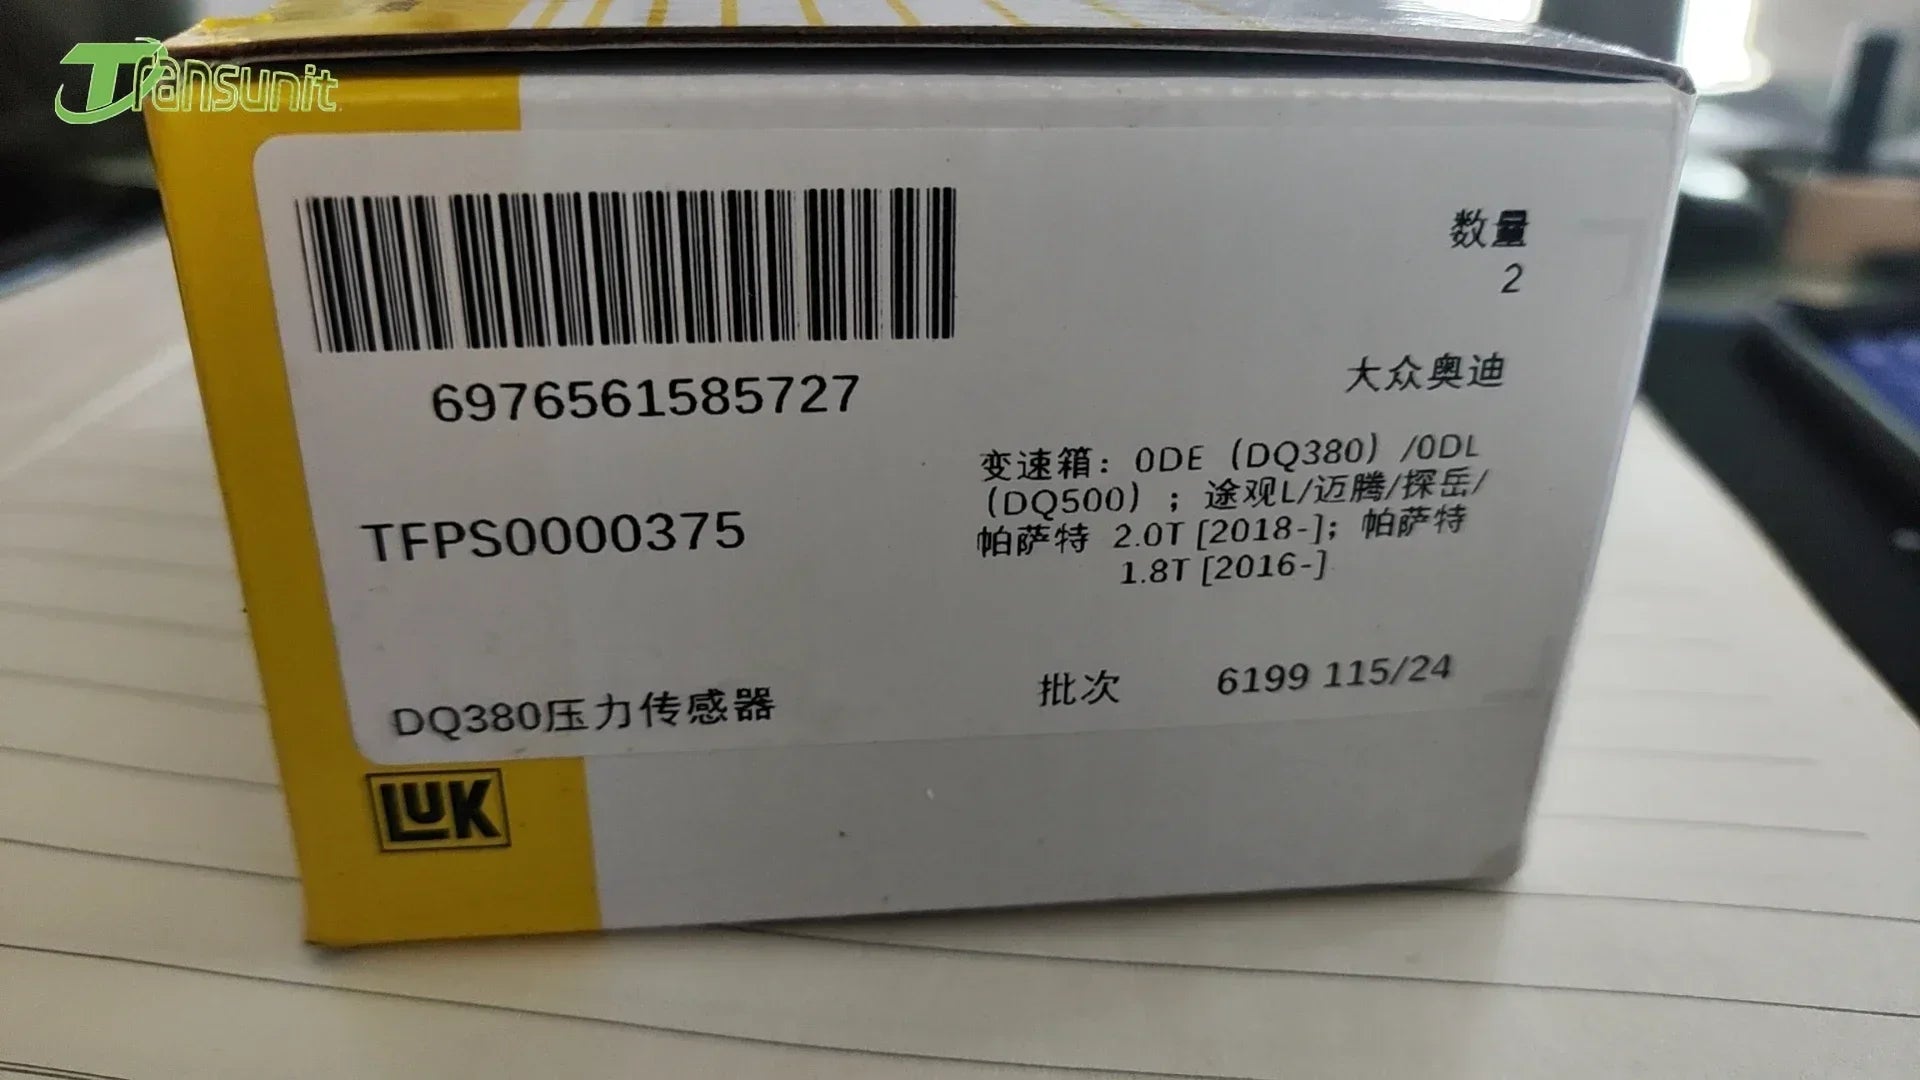 Transunit
6976561585727
数量
2
大众奥迪
TFPS0000375
变速箱：0DE（DQ380）/0DL
（DQ500）；途观L/迈腾/探岳/
帕萨特 2.0T [2018-]；帕萨特
1.8T [2016-]
DQ380压力传感器
批次 6199 115/24
LUK